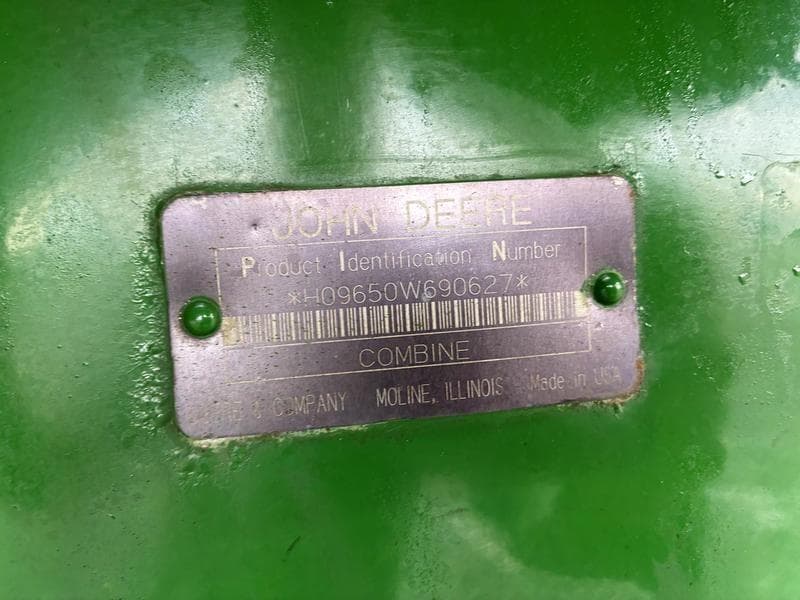 JOHN DEERE
Product Identification Number
*H09650W690627*
COMBINE
& COMPANY MOLINE, ILLINOIS Made in USA